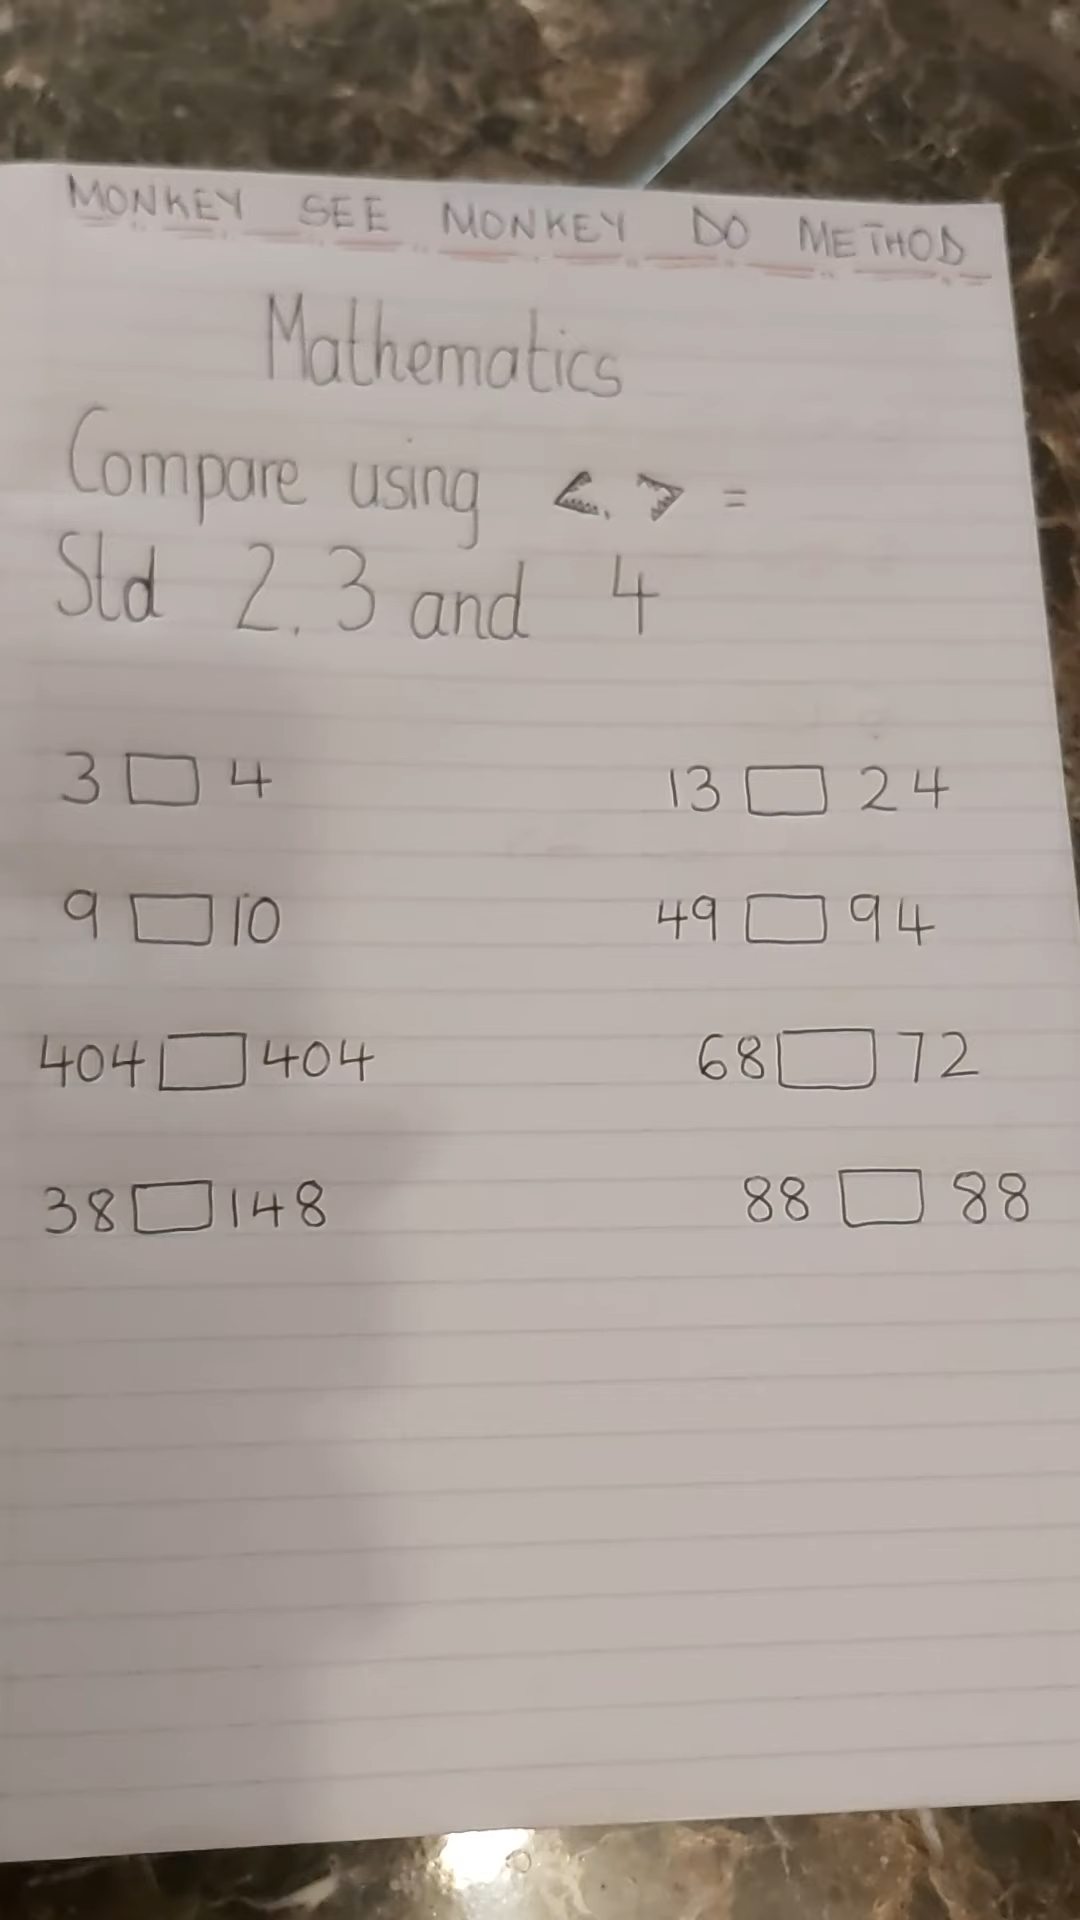 MONKEY SEE MONKEY DO METHOD
Mathematics
Compare using <, > =
Std 2, 3 and 4
3 □ 4 13 □ 24
9 □ 10 49 □ 94
404 □ 404 68 □ 72
38 □ 148 88 □ 88